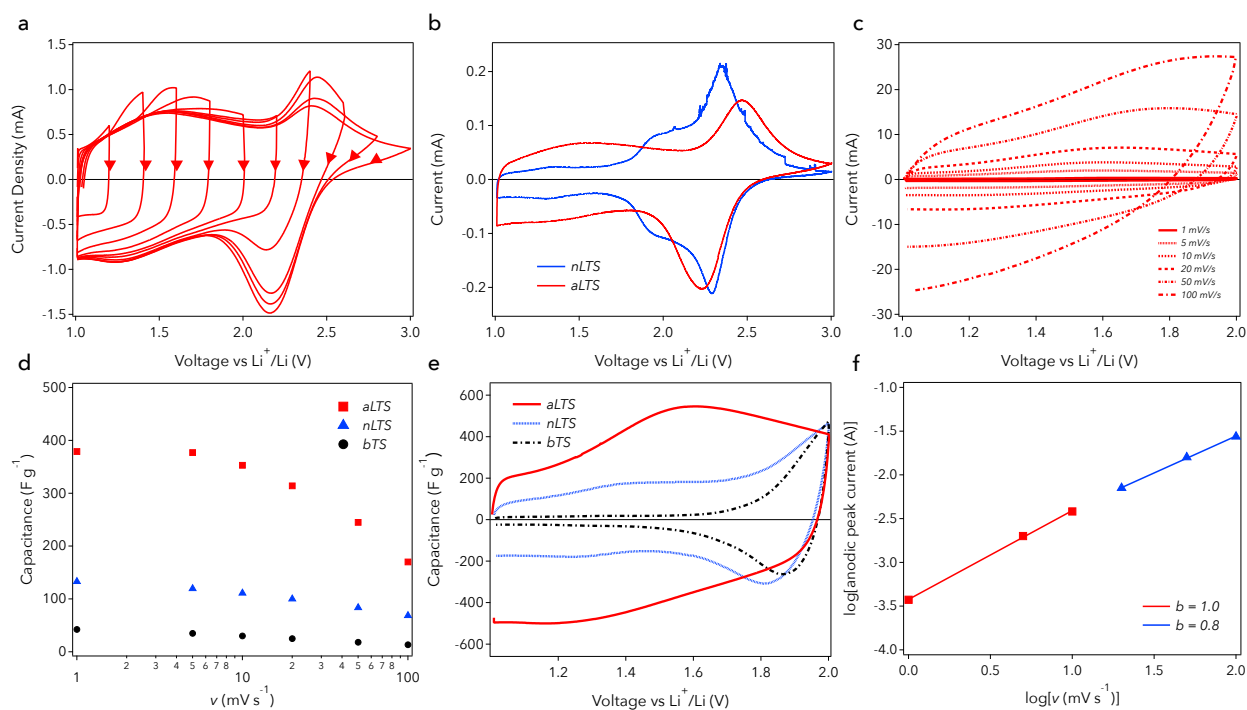 a
1.5
1.0
0.5
0.0
-0.5
-1.0
-1.5
Current Density (mA)
1.0 1.5 2.0 2.5 3.0
Voltage vs Li+/Li (V)
b
0.2
0.1
0.0
-0.1
-0.2
Current (mA)
nLTS
aLTS
1.0 1.5 2.0 2.5 3.0
Voltage vs Li+/Li (V)
c
30
20
10
0
-10
-20
-30
Current (mA)
1 mV/s
5 mV/s
10 mV/s
20 mV/s
50 mV/s
100 mV/s
1.0 1.2 1.4 1.6 1.8 2.0
Voltage vs Li+/Li (V)
d
500
400
300
200
100
0
Capacitance (F g-1)
aLTS
nLTS
bTS
1 2 3 4 5 6 7 8 10 2 3 4 5 6 7 8 100
v (mV s-1)
e
600
400
200
0
-200
-400
-600
Capacitance (F g-1)
aLTS
nLTS
bTS
1.2 1.4 1.6 1.8 2.0
Voltage vs Li+/Li (V)
f
-1.0
-1.5
-2.0
-2.5
-3.0
-3.5
-4.0
log[anodic peak current (A)]
b = 1.0
b = 0.8
0.0 0.5 1.0 1.5 2.0
log[v (mV s-1)]